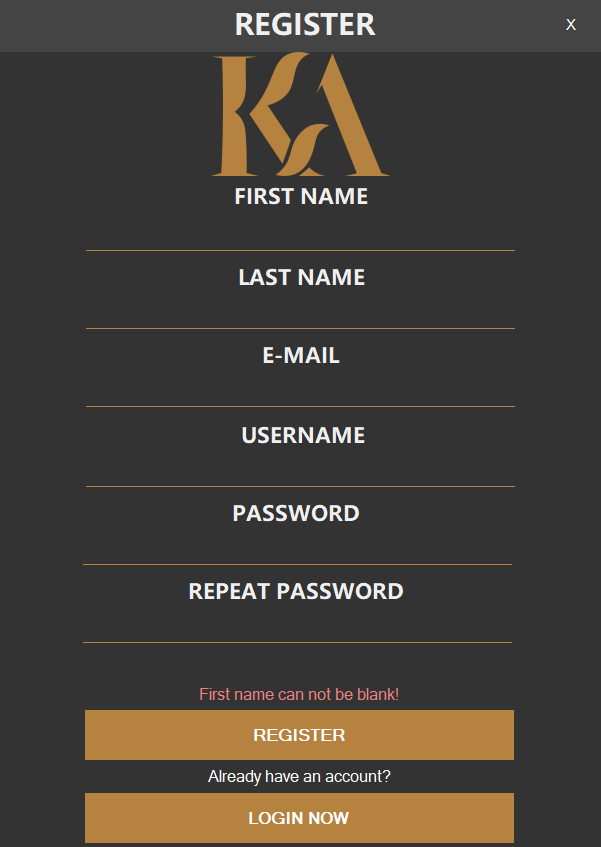 REGISTER
X
KA
FIRST NAME
LAST NAME
E-MAIL
USERNAME
PASSWORD
REPEAT PASSWORD
First name can not be blank!
REGISTER
Already have an account?
LOGIN NOW